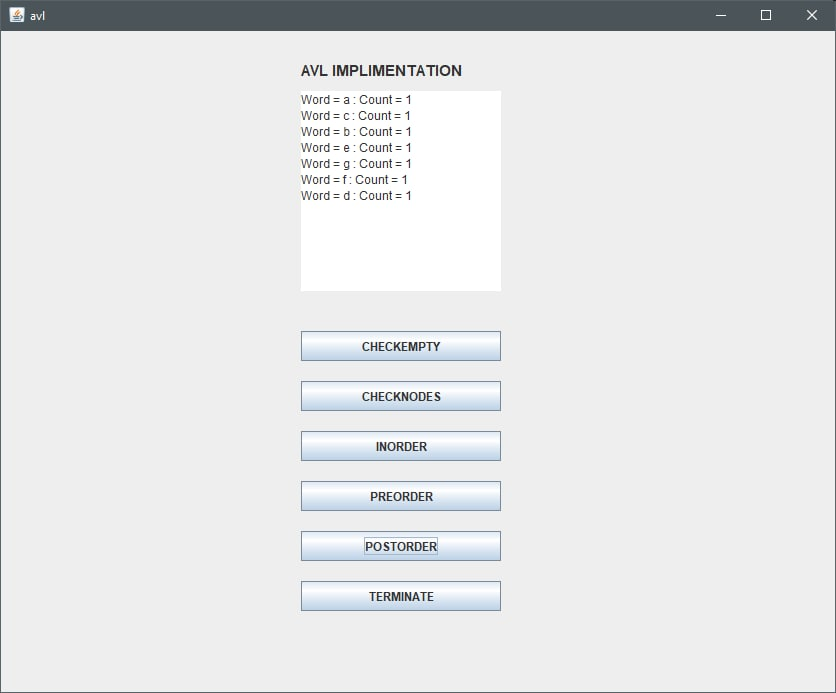 avl
AVL IMPLIMENTATION
Word = a : Count = 1
Word = c : Count = 1
Word = b : Count = 1
Word = e : Count = 1
Word = g : Count = 1
Word = f : Count = 1
Word = d : Count = 1
CHECKEMPTY
CHECKNODES
INORDER
PREORDER
POSTORDER
TERMINATE